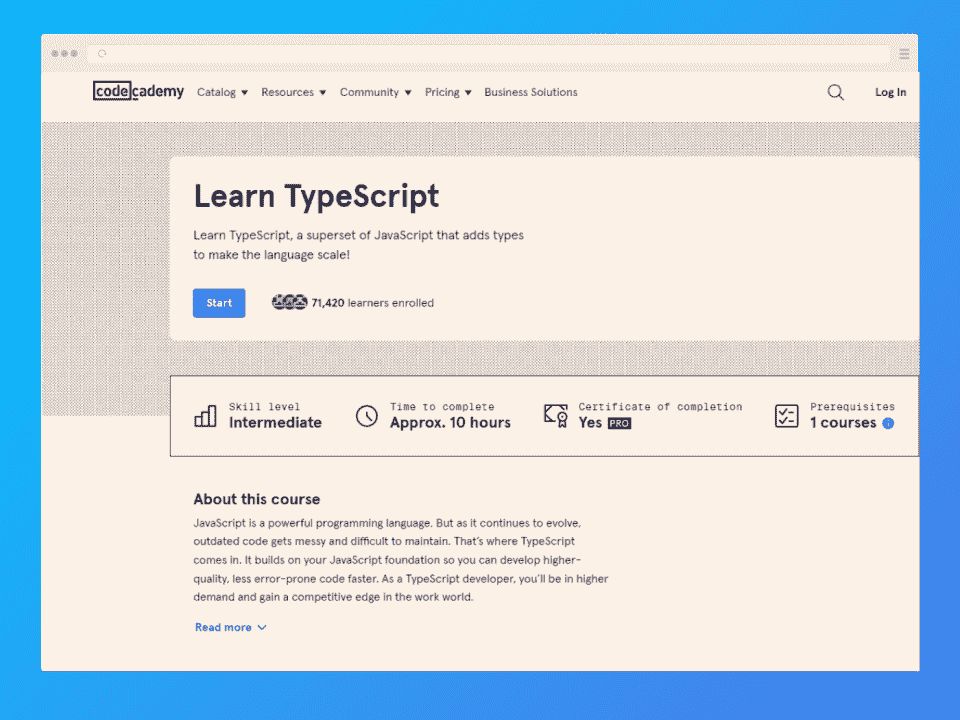 codecademy Catalog Resources Community Pricing Business Solutions Log In
Learn TypeScript
Learn TypeScript, a superset of JavaScript that adds types
to make the language scale!
Start 71,420 learners enrolled
Skill level
Intermediate
Time to complete
Approx. 10 hours
Certificate of completion
Yes PRO
Prerequisites
1 courses
About this course
JavaScript is a powerful programming language. But as it continues to evolve,
outdated code gets messy and difficult to maintain. That's where TypeScript
comes in. It builds on your JavaScript foundation so you can develop higher-
quality, less error-prone code faster. As a TypeScript developer, you'll be in higher
demand and gain a competitive edge in the work world.
Read more